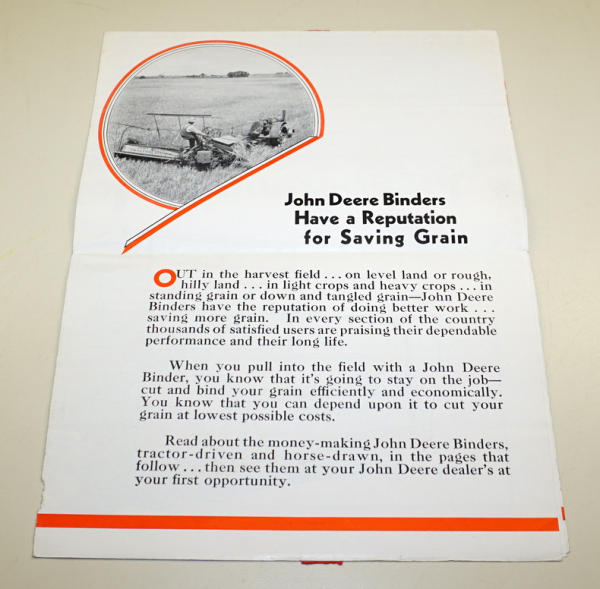 John Deere Binders
Have a Reputation
for Saving Grain
OUT in the harvest field ... on level land or rough,
hilly land ... in light crops and heavy crops ... in
standing grain or down and tangled grain—John Deere
Binders have the reputation of doing better work ...
saving more grain. In every section of the country
thousands of satisfied users are praising their dependable
performance and their long life.
When you pull into the field with a John Deere
Binder, you know that it's going to stay on the job—
cut and bind your grain efficiently and economically.
You know that you can depend upon it to cut your
grain at lowest possible costs.
Read about the money-making John Deere Binders,
tractor-driven and horse-drawn, in the pages that
follow ... then see them at your John Deere dealer's at
your first opportunity.